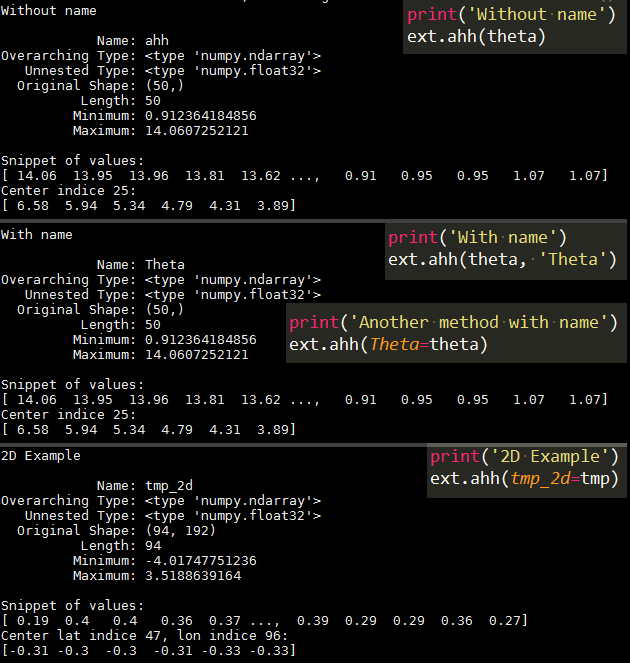 Without name
print('Without name')
ext.ahh(theta)
Name: ahh
Overarching Type: <type 'numpy.ndarray'>
Unnested Type: <type 'numpy.float32'>
Original Shape: (50,)
Length: 50
Minimum: 0.912364184856
Maximum: 14.0607252121
Snippet of values:
[ 14.06  13.95  13.96  13.81  13.62 ...,   0.91   0.95   0.95   1.07   1.07]
Center indice 25:
[ 6.58  5.94  5.34  4.79  4.31  3.89]
With name
print('With name')
ext.ahh(theta, 'Theta')
Name: Theta
Overarching Type: <type 'numpy.ndarray'>
Unnested Type: <type 'numpy.float32'>
Original Shape: (50,)
Length: 50
Minimum: 0.912364184856
Maximum: 14.0607252121
print('Another method with name')
ext.ahh(Theta=theta)
Snippet of values:
[ 14.06  13.95  13.96  13.81  13.62 ...,   0.91   0.95   0.95   1.07   1.07]
Center indice 25:
[ 6.58  5.94  5.34  4.79  4.31  3.89]
2D Example
print('2D Example')
ext.ahh(tmp_2d=tmp)
Name: tmp_2d
Overarching Type: <type 'numpy.ndarray'>
Unnested Type: <type 'numpy.float32'>
Original Shape: (94, 192)
Length: 94
Minimum: -4.01747751236
Maximum: 3.5188639164
Snippet of values:
[ 0.19  0.4   0.4   0.36  0.37 ...,  0.39  0.29  0.29  0.36  0.27]
Center lat indice 47, lon indice 96:
[-0.31 -0.3  -0.3  -0.31 -0.33 -0.33]